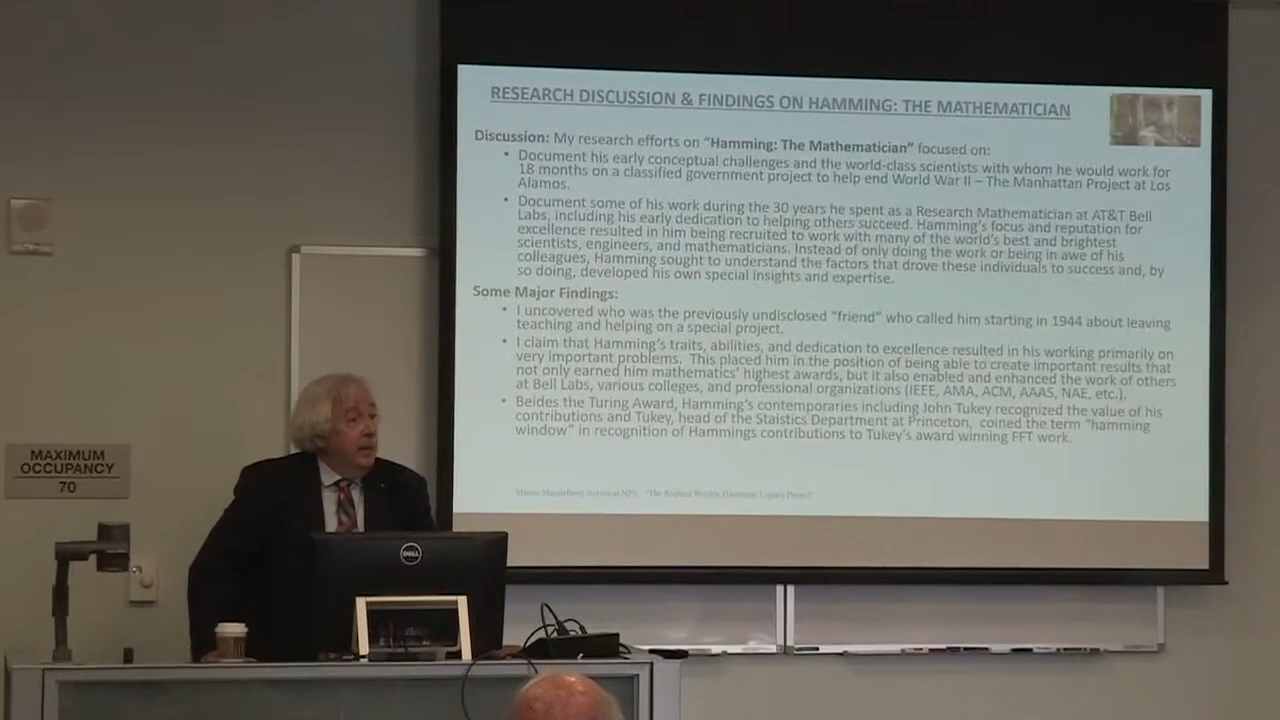 RESEARCH DISCUSSION & FINDINGS ON HAMMING: THE MATHEMATICIAN
Discussion: My research efforts on "Hamming: The Mathematician" focused on:
• Document his early conceptual challenges and the world-class scientists with whom he would work for
18 months on a classified government project to help end World War II – The Manhattan Project at Los
Alamos.
• Document some of his work during the 30 years he spent as a Research Mathematician at AT&T Bell
Labs, including his early dedication to helping others succeed. Hamming's focus and reputation for
excellence resulted in him being recruited to work with many of the world's best and brightest
scientists, engineers, and mathematicians. Instead of only doing the work or being in awe of his
colleagues, Hamming sought to understand the factors that drove these individuals to success and, by
so doing, developed his own special insights and expertise.
Some Major Findings:
• I uncovered who was the previously undisclosed "friend" who called him starting in 1944 about leaving
teaching and helping on a special project.
• I claim that Hamming's traits, abilities, and dedication to excellence resulted in his working primarily on
very important problems. This placed him in the position of being able to create important results that
not only earned him mathematics' highest awards, but it also enabled and enhanced the work of others
at Bell Labs, various colleges, and professional organizations (IEEE, AMA, ACM, AAAS, NAE, etc.).
• Beides the Turing Award, Hamming's contemporaries including John Tukey recognized the value of his
contributions and Tukey, head of the Staistics Department at Princeton, coined the term "hamming
window" in recognition of Hammings contributions to Tukey's award winning FFT work.
"The Richard Wesley Hamming Legacy Project"
MAXIMUM
OCCUPANCY
70
DELL